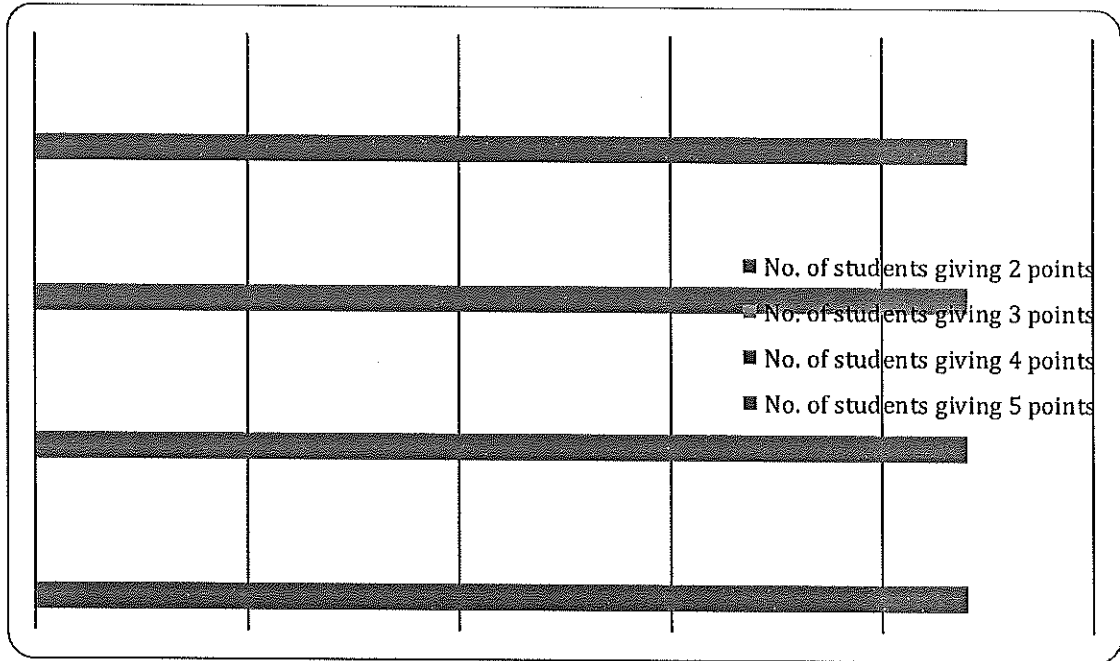 No. of students giving 2 points
No. of students giving 3 points
No. of students giving 4 points
No. of students giving 5 points